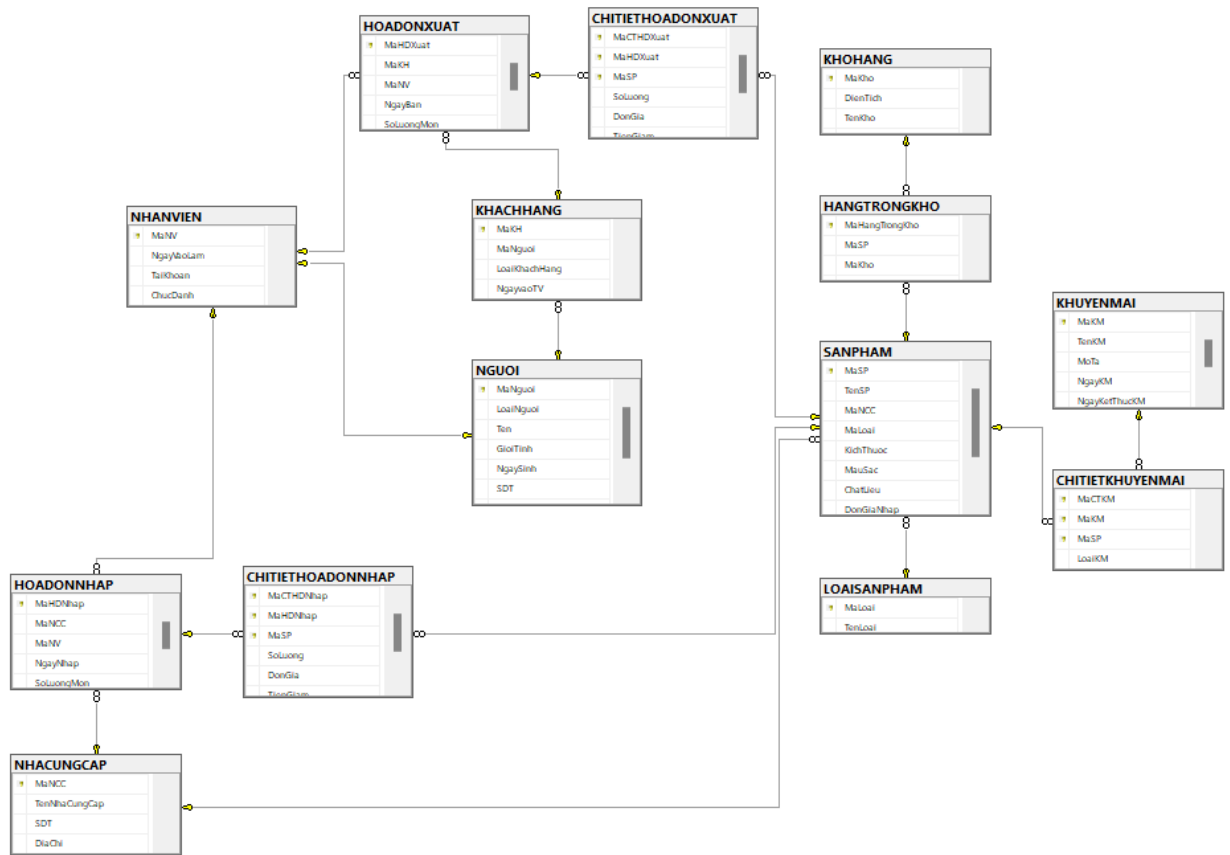 HOADONXUAT
MaHDXuat
MaKH
MaNV
NgayBan
SoLuongMon
CHITIETHOADONXUAT
MaCTHDXuat
MaHDXuat
MaSP
SoLuong
DonGia
TienGiam
KHOHANG
MaKho
DienTich
TenKho
NHANVIEN
MaNV
NgayVaoLam
TaiKhoan
ChucDanh
KHACHHANG
MaKH
MaNguoi
LoaiKhachHang
NgayvaoTV
HANGTRONGKHO
MaHangTrongKho
MaSP
MaKho
KHUYENMAI
MaKM
TenKM
MoTa
NgayKM
NgayKetThucKM
NGUOI
MaNguoi
LoaiNguoi
Ten
GioiTinh
NgaySinh
SDT
SANPHAM
MaSP
TenSP
MaNCC
MaLoai
KichThuoc
MauSac
ChatLieu
DonGiaNhap
CHITIETKHUYENMAI
MaCTKM
MaKM
MaSP
LoaiKM
HOADONNHAP
MaHDNhap
MaNCC
MaNV
NgayNhap
SoLuongMon
CHITIETHOADONNHAP
MaCTHDNhap
MaHDNhap
MaSP
SoLuong
DonGia
TienGiam
LOAISANPHAM
MaLoai
TenLoai
NHACUNGCAP
MaNCC
TenNhaCungCap
SDT
DiaChi